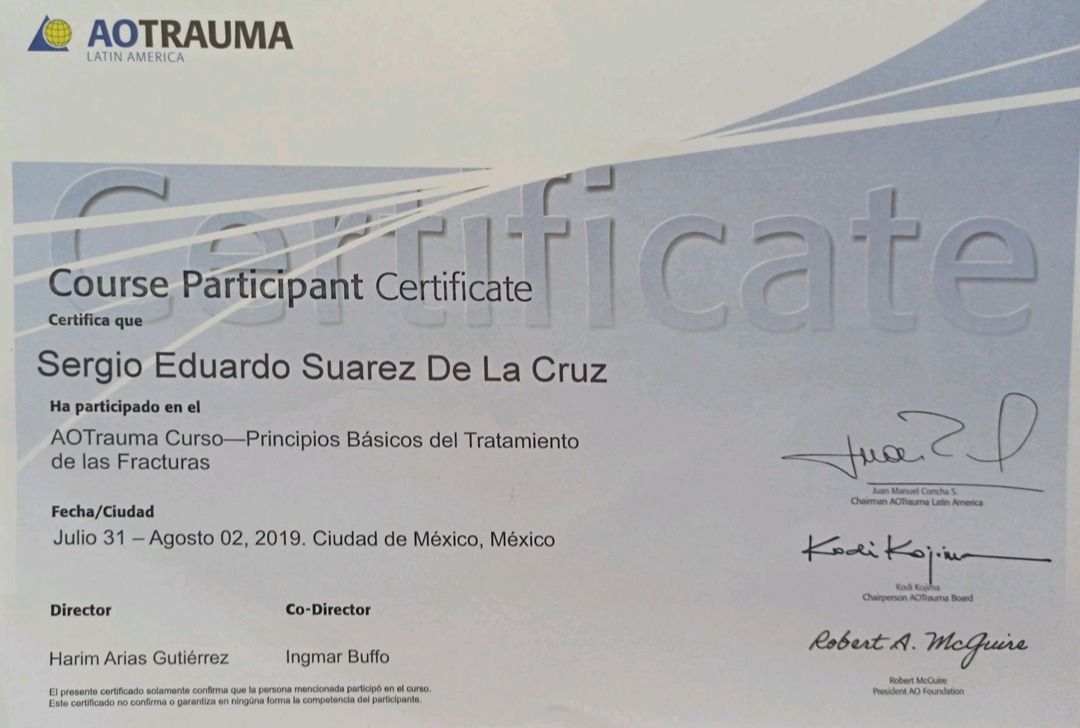 AOTRAUMA
LATIN AMERICA
Certificate
Course Participant Certificate
Certifica que
Sergio Eduardo Suarez De La Cruz
Ha participado en el
AOTrauma Curso—Principios Básicos del Tratamiento
de las Fracturas
Fecha/Ciudad
Julio 31 – Agosto 02, 2019. Ciudad de México, México
Director
Harim Arias Gutiérrez
Co-Director
Ingmar Buffo
El presente certificado solamente confirma que la persona mencionada participó en el curso.
Este certificado no confirma o garantiza en ningúna forma la competencia del participante.
Juan Manuel Concha S.
Chairman AOTrauma Latin America
Kodi Kojima
Kodi Kojima
Chairperson AOTrauma Board
Robert A. McGuire
Robert McGuire
President AO Foundation